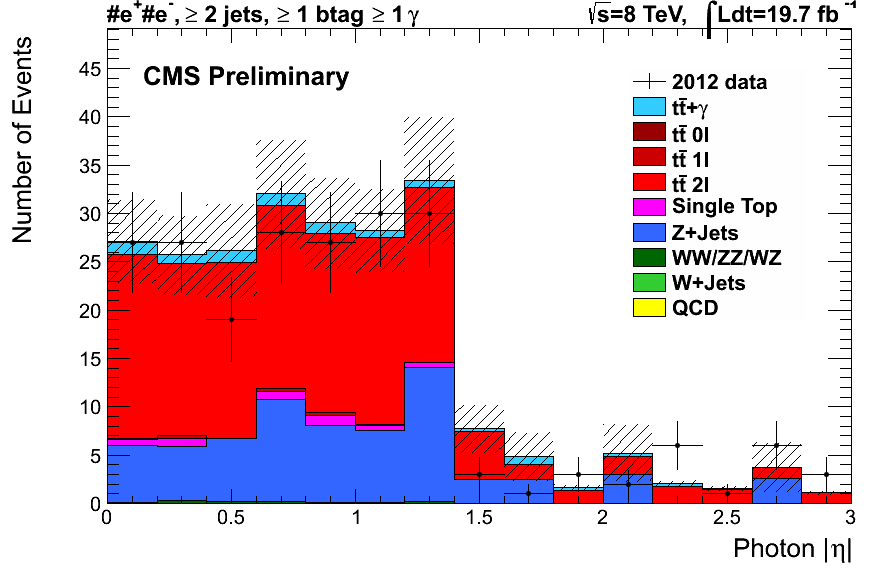 #e⁺#e⁻, ≥ 2 jets, ≥ 1 btag ≥ 1 γ √s=8 TeV, ∫Ldt=19.7 fb⁻¹
CMS Preliminary
Number of Events
45
40
35
30
25
20
15
10
5
0
2012 data
tt̄+γ
tt̄ 0l
tt̄ 1l
tt̄ 2l
Single Top
Z+Jets
WW/ZZ/WZ
W+Jets
QCD
0 0.5 1 1.5 2 2.5 3
Photon |η|